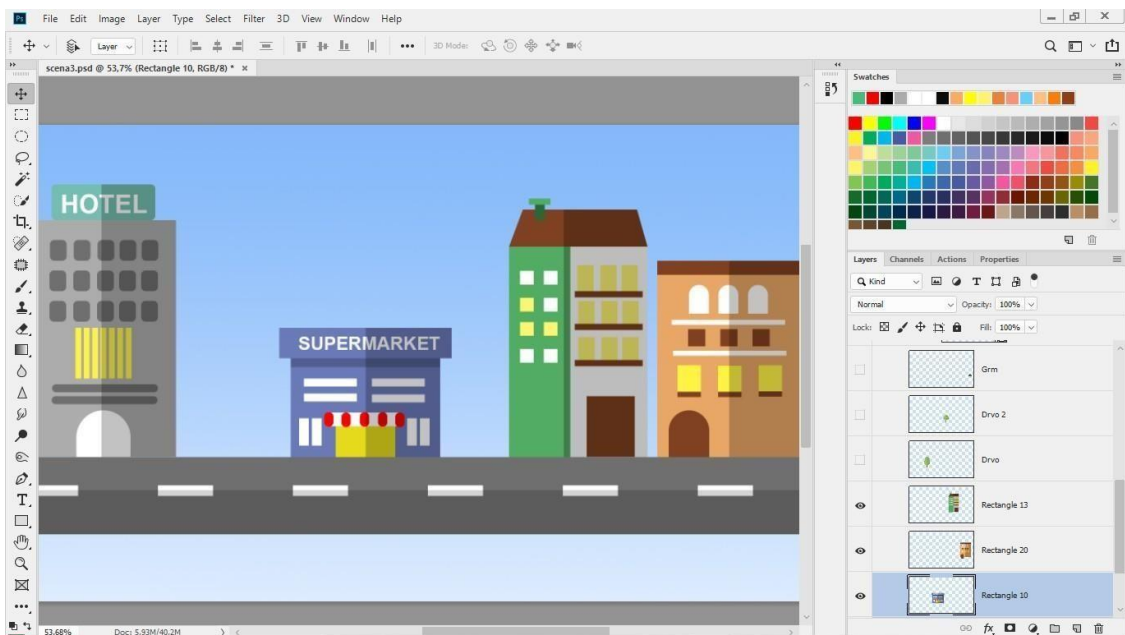 Ps File Edit Image Layer Type Select Filter 3D View Window Help
Layer 3D Mode:
scena3.psd @ 53,7% (Rectangle 10, RGB/8) *
Swatches
HOTEL
SUPERMARKET
Layers Channels Actions Properties
Kind
Normal Opacity: 100%
Lock: Fill: 100%
Grm
Drvo 2
Drvo
Rectangle 13
Rectangle 20
Rectangle 10
fx
53.68% Doc: 5.93M/40.2M